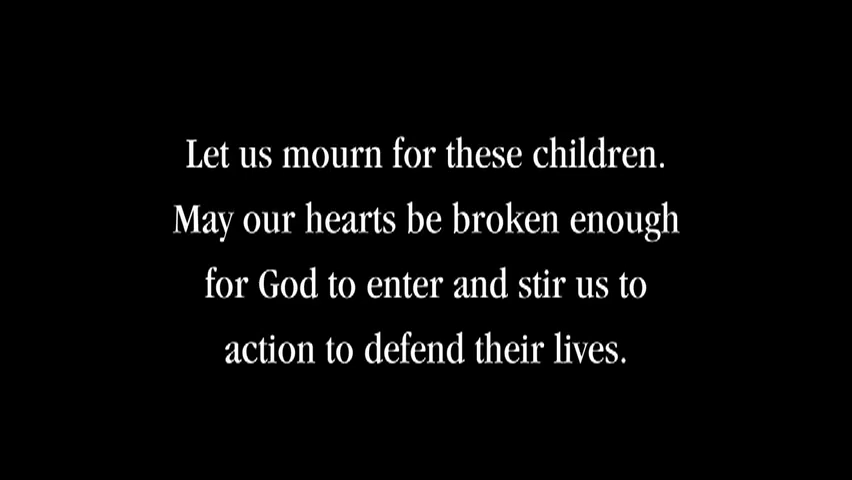 Let us mourn for these children.
May our hearts be broken enough
for God to enter and stir us to
action to defend their lives.